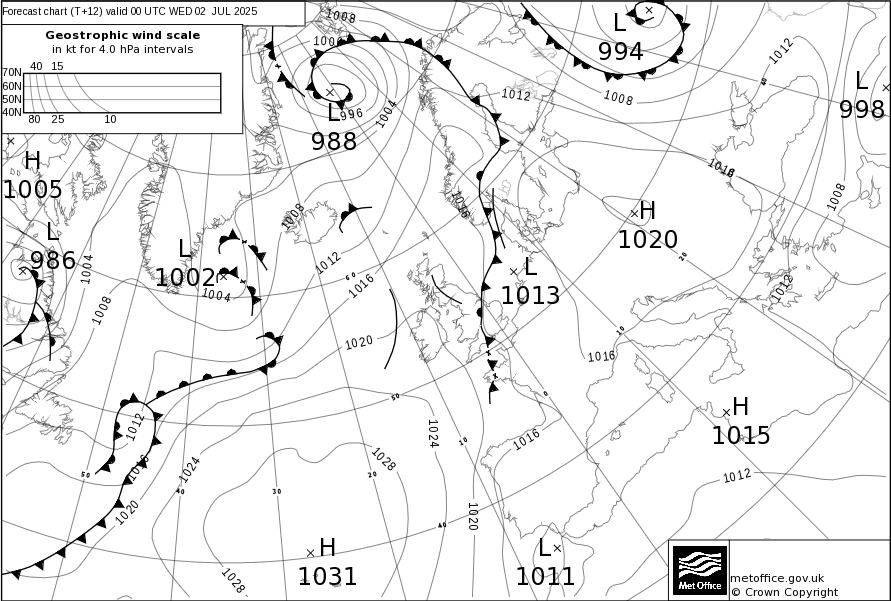 Forecast chart (T+12) valid 00 UTC WED 02 JUL 2025
Geostrophic wind scale
in kt for 4.0 hPa intervals
40 15
70N
60N
50N
40N
80 25 10
1008
L
994
1012
L
998
100
996
1004
L
988
1012
1008
H
1005
1016
1008
L
986
1008
1016
H
1020
20
L
1002
1004
1004
1012
60
1016
L
1013
1012
1008
1020
10
1016
50
0
H
1015
1012
1016
1024
1024
10
1016
1028
50
40
30
20
1012
1020
1020
40
H
1031
L
1011
1028
Met Office
metoffice.gov.uk
© Crown Copyright